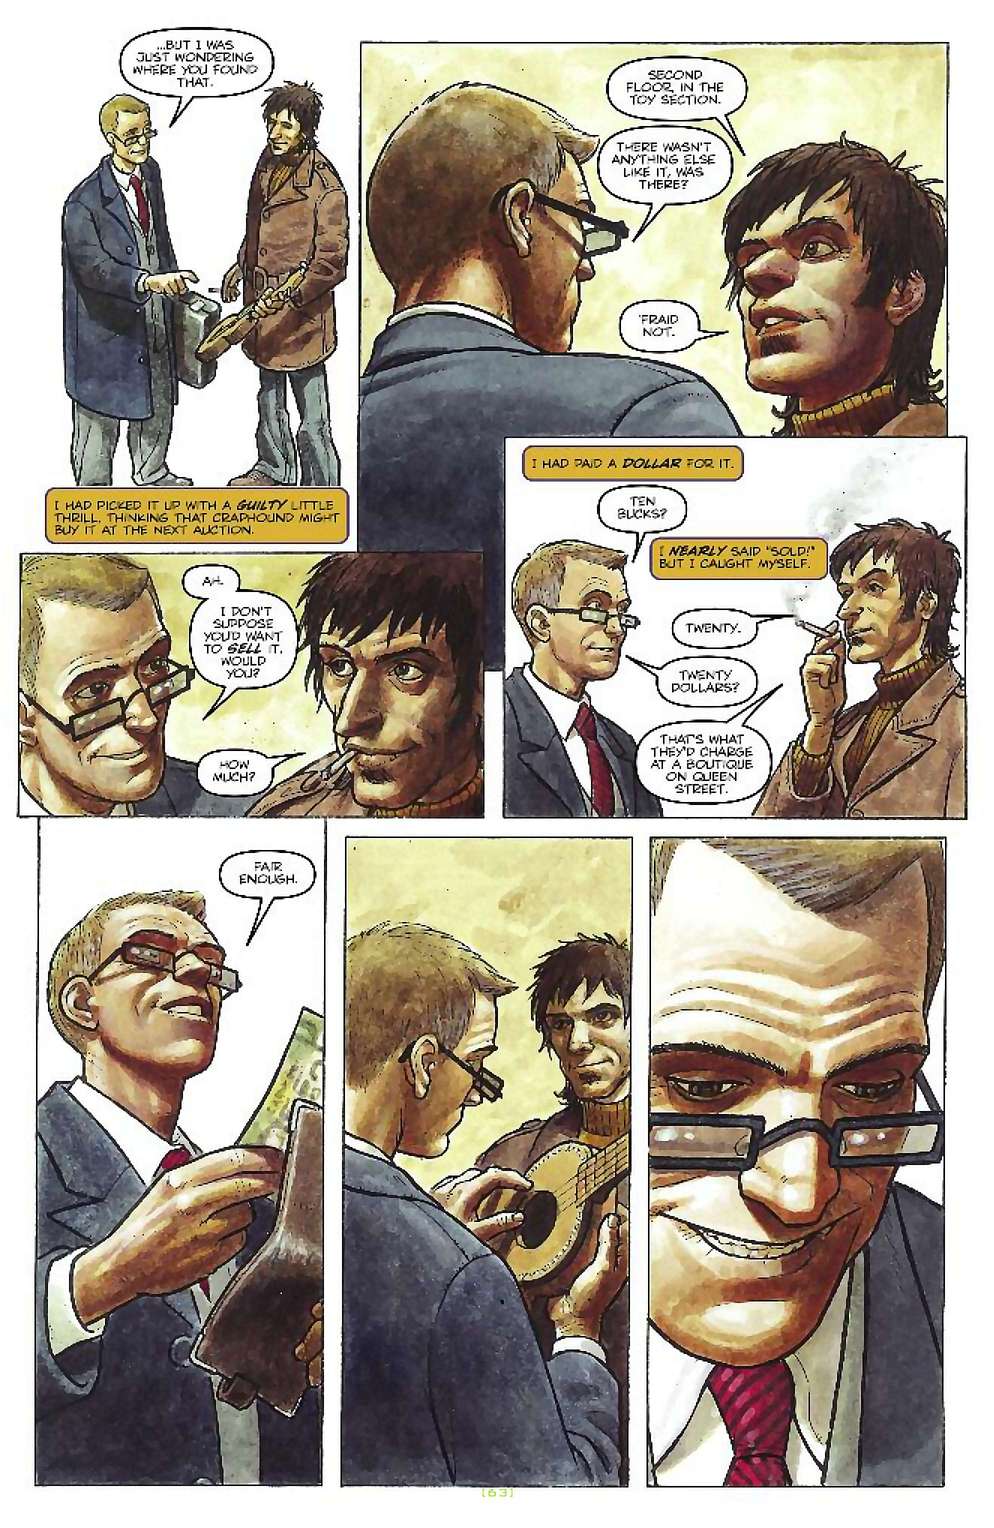 ...BUT I WAS
JUST WONDERING
WHERE YOU FOUND
THAT.
I HAD PICKED IT UP WITH A GUILTY LITTLE
THRILL, THINKING THAT CRAPHOUND MIGHT
BUY IT AT THE NEXT AUCTION.
SECOND
FLOOR, IN THE
TOY SECTION.
THERE WASN'T
ANYTHING ELSE
LIKE IT, WAS
THERE?
'FRAID
NOT.
AH.
I DON'T
SUPPOSE
YOU'D WANT
TO SELL IT,
WOULD
YOU?
HOW
MUCH?
I HAD PAID A DOLLAR FOR IT.
TEN
BUCKS?
I NEARLY SAID "SOLD!"
BUT I CAUGHT MYSELF.
TWENTY.
TWENTY
DOLLARS?
THAT'S WHAT
THEY'D CHARGE
AT A BOUTIQUE
ON QUEEN
STREET.
FAIR
ENOUGH.
[63]